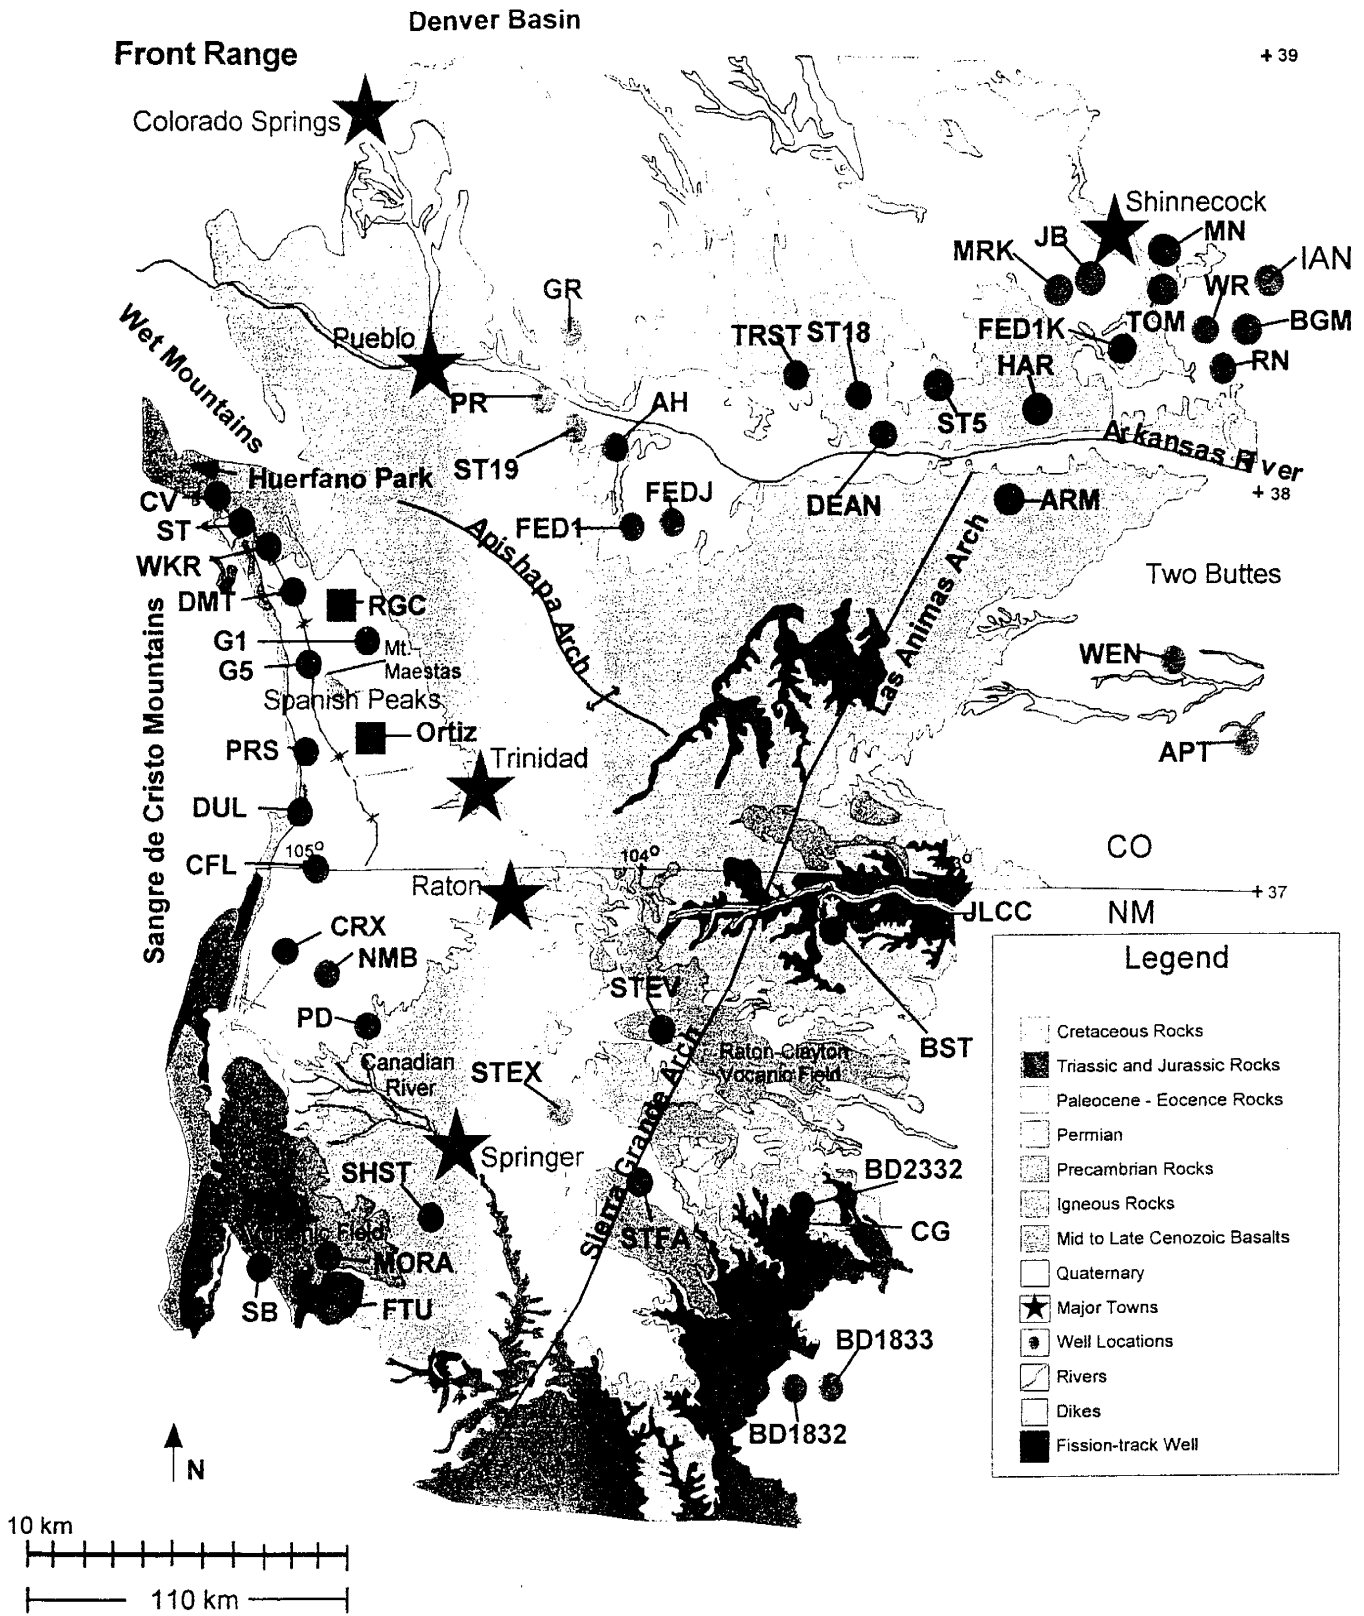 Denver Basin
Front Range
+ 39
Colorado Springs
Shinnecock
MN
JB
MRK
IAN
WR
GR
Pueblo
TRST
ST18
FED1K
TOM
BGM
HAR
RN
Wet Mountains
PR
AH
ST5
ST19
Arkansas River
Huerfano Park
CV
FEDJ
DEAN
+ 38
ARM
ST
FED1
Apishapa Arch
Las Animas Arch
WKR
Two Buttes
DMT
RGC
G1
Mt.
Maestas
G5
WEN
Spanish Peaks
Sangre de Cristo Mountains
PRS
Ortiz
APT
Trinidad
DUL
CO
CFL
105°
104°
Raton
+ 37
JLCC
NM
CRX
NMB
STEV
PD
BST
Raton-Clayton
Vocanic Field
Canadian
River
STEX
Sierra Grande Arch
Springer
SHST
BD2332
CG
STFA
Field
MORA
SB
FTU
BD1833
BD1832
N
10 km
110 km
Legend
Cretaceous Rocks
Triassic and Jurassic Rocks
Paleocene - Eocence Rocks
Permian
Precambrian Rocks
Igneous Rocks
Mid to Late Cenozoic Basalts
Quaternary
Major Towns
Well Locations
Rivers
Dikes
Fission-track Well